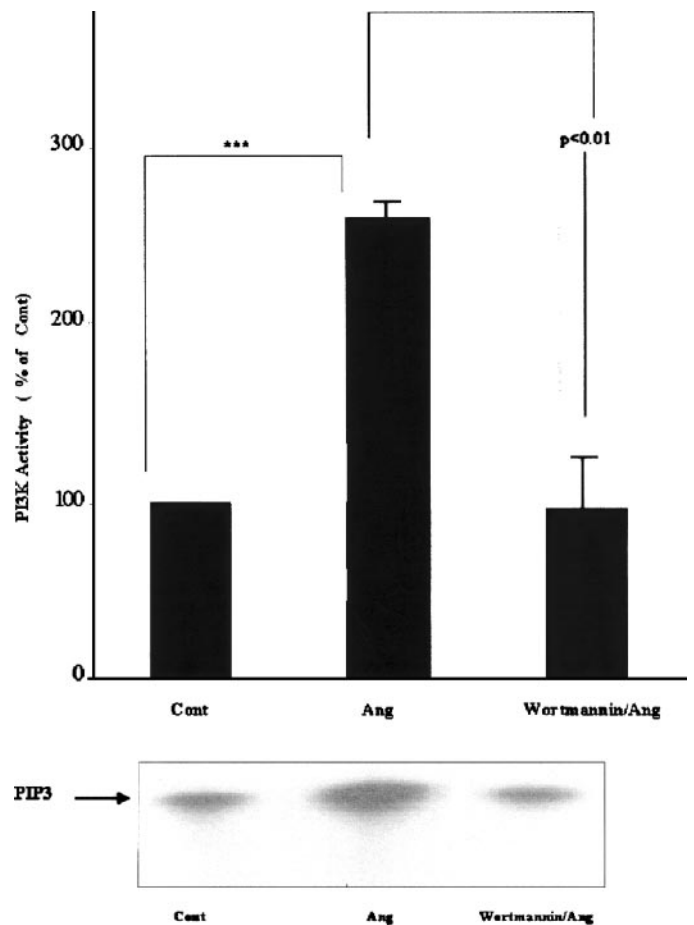 ***
p<0.01
300
200
100
0
PI3K Activity ( % of Cont)
Cont Ang Wortmannin/Ang
PIP3
Cont Ang Wortmannin/Ang